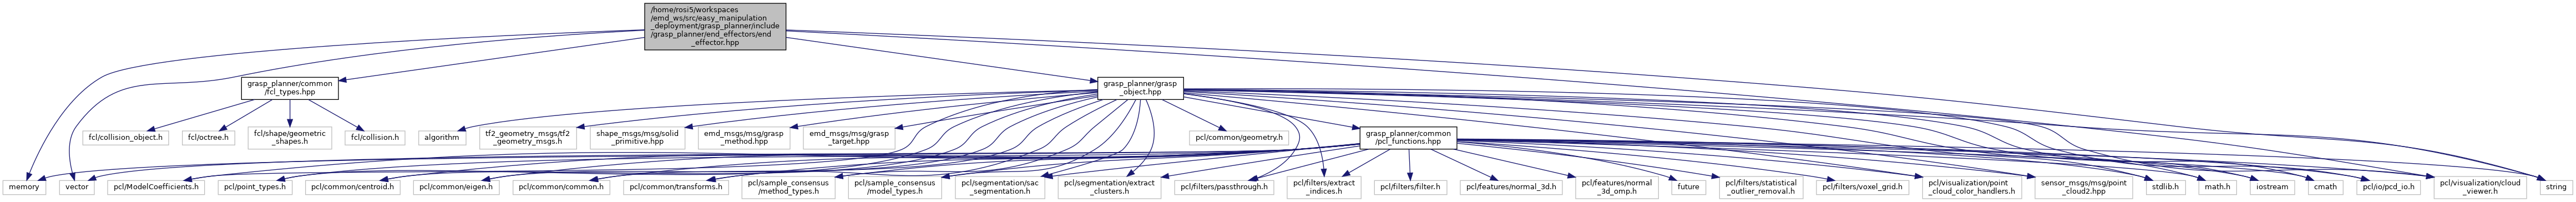 /home/rosi5/workspaces
/emd_ws/src/easy_manipulation
_deployment/grasp_planner/include
/grasp_planner/end_effectors/end
_effector.hpp
grasp_planner/common
/fcl_types.hpp
grasp_planner/grasp
_object.hpp
fcl/collision_object.h
fcl/octree.h
fcl/shape/geometric
_shapes.h
fcl/collision.h
algorithm
tf2_geometry_msgs/tf2
_geometry_msgs.h
shape_msgs/msg/solid
_primitive.hpp
emd_msgs/msg/grasp
_method.hpp
emd_msgs/msg/grasp
_target.hpp
pcl/common/geometry.h
grasp_planner/common
/pcl_functions.hpp
memory
vector
pcl/ModelCoefficients.h
pcl/point_types.h
pcl/common/centroid.h
pcl/common/eigen.h
pcl/common/common.h
pcl/common/transforms.h
pcl/sample_consensus
/method_types.h
pcl/sample_consensus
/model_types.h
pcl/segmentation/sac
_segmentation.h
pcl/segmentation/extract
_clusters.h
pcl/filters/passthrough.h
pcl/filters/extract
_indices.h
pcl/filters/filter.h
pcl/features/normal_3d.h
pcl/features/normal
_3d_omp.h
future
pcl/filters/statistical
_outlier_removal.h
pcl/filters/voxel_grid.h
pcl/visualization/point
_cloud_color_handlers.h
sensor_msgs/msg/point
_cloud2.hpp
stdlib.h
math.h
iostream
cmath
pcl/io/pcd_io.h
pcl/visualization/cloud
_viewer.h
string